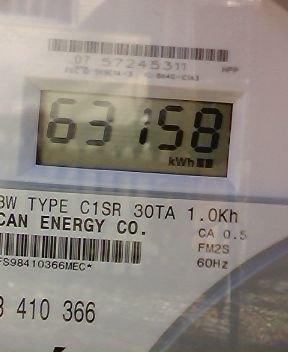 07 57245311
63158
kWh
3W TYPE C1SR 30TA 1.0Kh
CAN ENERGY CO.
CA 0.5
FM2S
FS98410366MEC*
60Hz
8 410 366